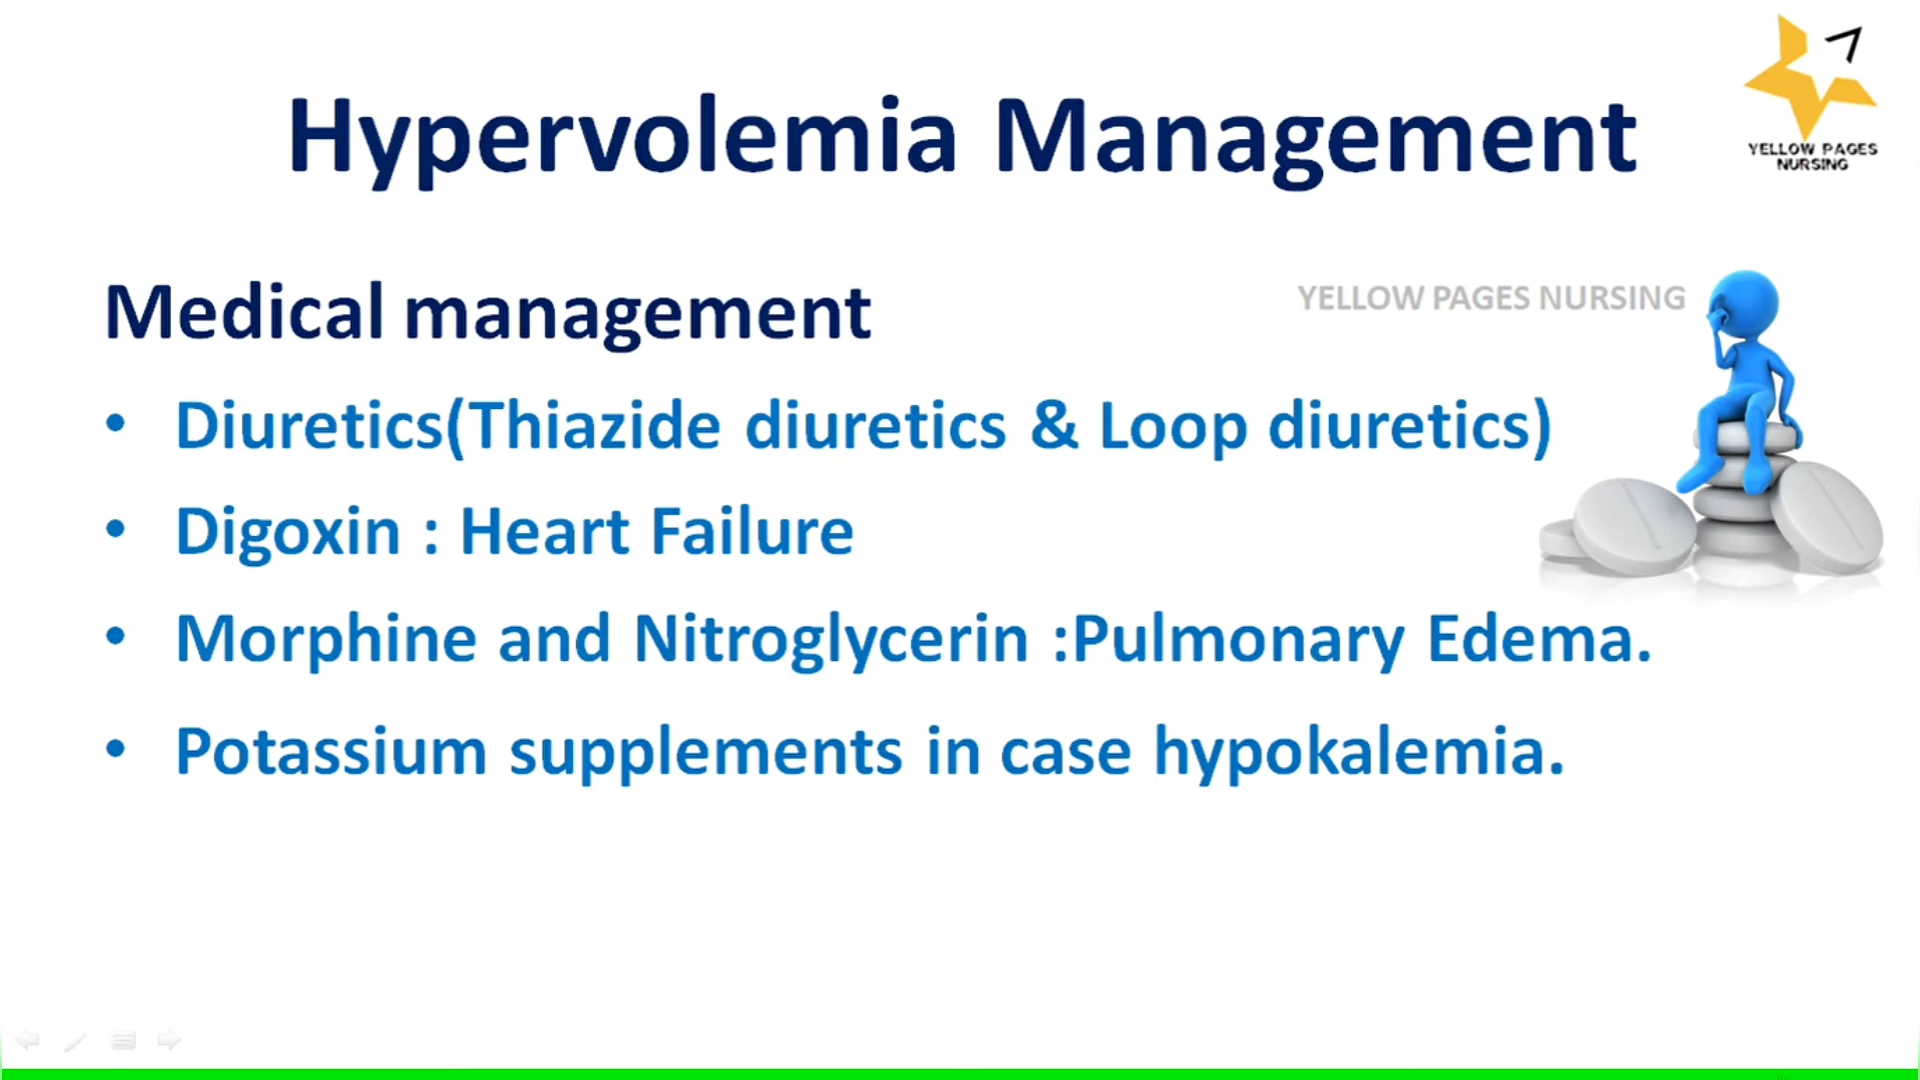 YELLOW PAGES
NURSING
Hypervolemia Management
Medical management
YELLOW PAGES NURSING
• Diuretics(Thiazide diuretics & Loop diuretics)
• Digoxin : Heart Failure
• Morphine and Nitroglycerin :Pulmonary Edema.
• Potassium supplements in case hypokalemia.